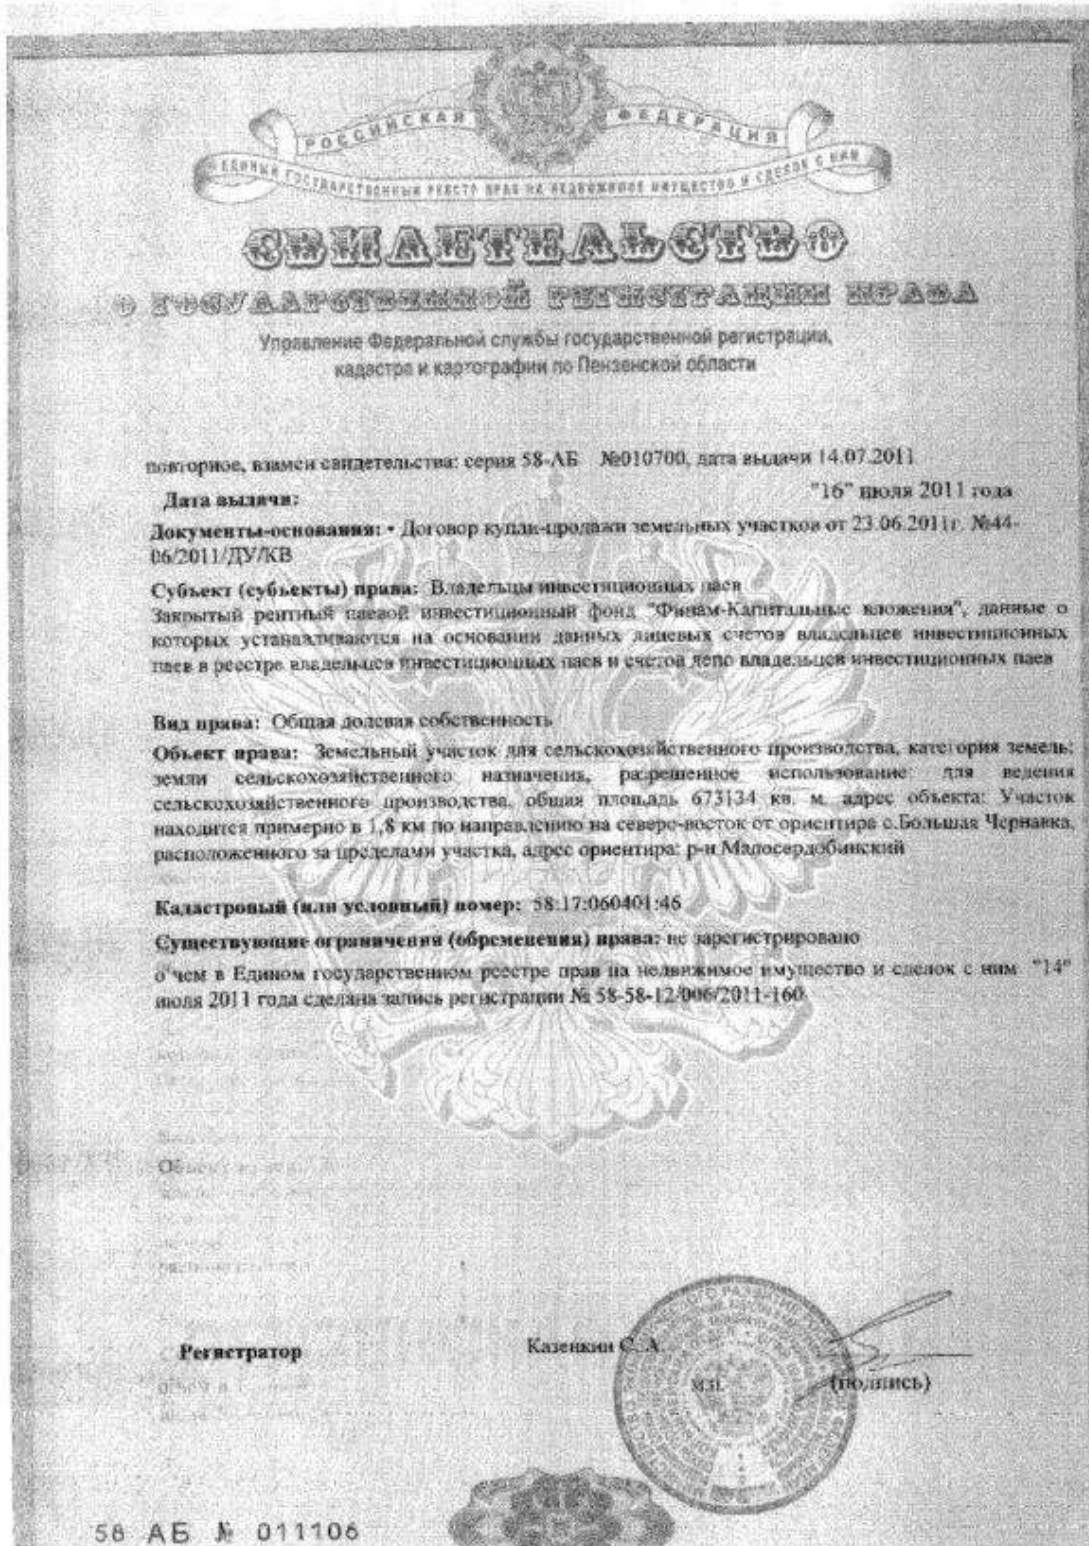 РОССИЙСКАЯ ФЕДЕРАЦИЯ
ЕДИНЫЙ ГОСУДАРСТВЕННЫЙ РЕЕСТР ПРАВ НА НЕДВИЖИМОЕ ИМУЩЕСТВО И СДЕЛОК С НИМ
СВИДЕТЕЛЬСТВО
О ГОСУДАРСТВЕННОЙ РЕГИСТРАЦИИ ПРАВА
Управление Федеральной службы государственной регистрации,
кадастра и картографии по Пензенской области
повторное, взамен свидетельства: серия 58-АБ №010700, дата выдачи 14.07.2011
Дата выдачи: "16" июля 2011 года
Документы-основания: • Договор купли-продажи земельных участков от 23.06.2011г. №44-
06/2011/ДУ/КВ
Субъект (субъекты) права: Владельцы инвестиционных паев
Закрытый рентный паевой инвестиционный фонд "Финам-Капитальные вложения", данные о
которых устанавливаются на основании данных лицевых счетов владельцев инвестиционных
паев в реестре владельцев инвестиционных паев и счетов депо владельцев инвестиционных паев
Вид права: Общая долевая собственность
Объект права: Земельный участок для сельскохозяйственного производства, категория земель:
земли сельскохозяйственного назначения, разрешенное использование: для ведения
сельскохозяйственного производства, общая площадь 673134 кв. м, адрес объекта: Участок
находится примерно в 1,8 км по направлению на северо-восток от ориентира с.Большая Чернавка,
расположенного за пределами участка, адрес ориентира: р-н Малосердобинский
Кадастровый (или условный) номер: 58:17:060401:46
Существующие ограничения (обременения) права: не зарегистрировано
о чем в Едином государственном реестре прав на недвижимое имущество и сделок с ним "14"
июля 2011 года сделана запись регистрации № 58-58-12/006/2011-160
Регистратор Казенкин С. А.
м.п. (подпись)
58 АБ № 011106